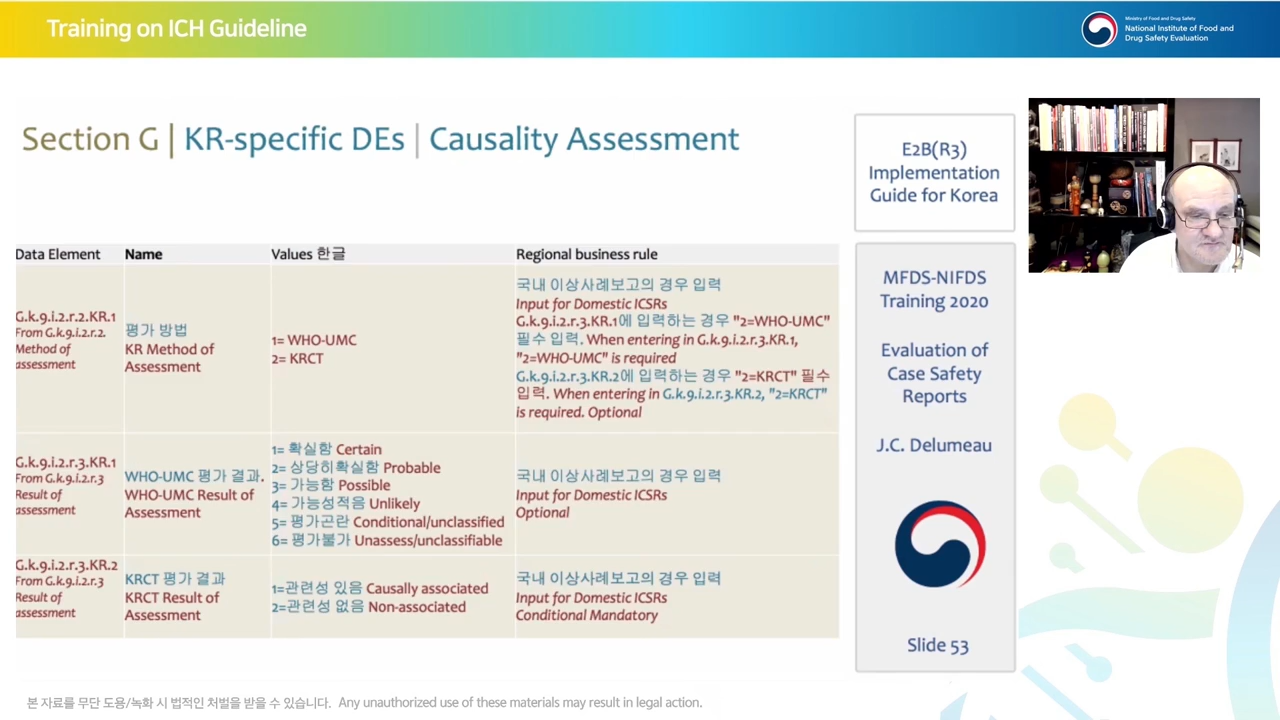 Training on ICH Guideline
Ministry of Food and Drug Safety
National Institute of Food and
Drug Safety Evaluation
Section G | KR-specific DEs | Causality Assessment
E2B(R3)
Implementation
Guide for Korea
Data Element
Name
Values 한글
Regional business rule
G.k.9.i.2.r.2.KR.1
From G.k.9.i.2.r.2.
Method of
assessment
평가 방법
KR Method of
Assessment
1= WHO-UMC
2= KRCT
국내 이상사례보고의 경우 입력
Input for Domestic ICSRs
G.k.9.i.2.r.3.KR.1에 입력하는 경우 "2=WHO-UMC"
필수 입력. When entering in G.k.9.i.2.r.3.KR.1,
"2=WHO-UMC" is required
G.k.9.i.2.r.3.KR.2에 입력하는 경우 "2=KRCT" 필수
입력. When entering in G.k.9.i.2.r.3.KR.2, "2=KRCT"
is required. Optional
G.k.9.i.2.r.3.KR.1
From G.k.9.i.2.r.3
Result of
assessment
WHO-UMC 평가 결과.
WHO-UMC Result of
Assessment
1= 확실함 Certain
2= 상당히확실함 Probable
3= 가능함 Possible
4= 가능성적음 Unlikely
5= 평가곤란 Conditional/unclassified
6= 평가불가 Unassess/unclassifiable
국내 이상사례보고의 경우 입력
Input for Domestic ICSRs
Optional
G.k.9.i.2.r.3.KR.2
From G.k.9.i.2.r.3
Result of
assessment
KRCT 평가 결과
KRCT Result of
Assessment
1=관련성 있음 Causally associated
2=관련성 없음 Non-associated
국내 이상사례보고의 경우 입력
Input for Domestic ICSRs
Conditional Mandatory
MFDS-NIFDS
Training 2020
Evaluation of
Case Safety
Reports
J.C. Delumeau
Slide 53
본 자료를 무단 도용/녹화 시 법적인 처벌을 받을 수 있습니다. Any unauthorized use of these materials may result in legal action.